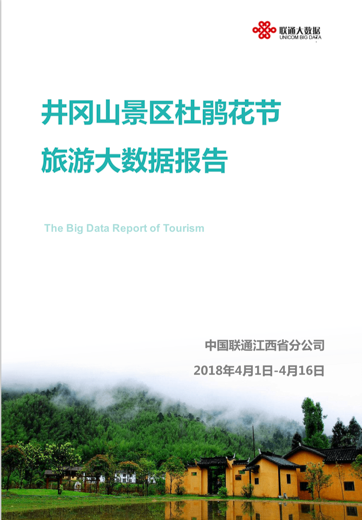 联通大数据
UNICOM BIG DATA
井冈山景区杜鹃花节
旅游大数据报告
The Big Data Report of Tourism
中国联通江西省分公司
2018年4月1日-4月16日